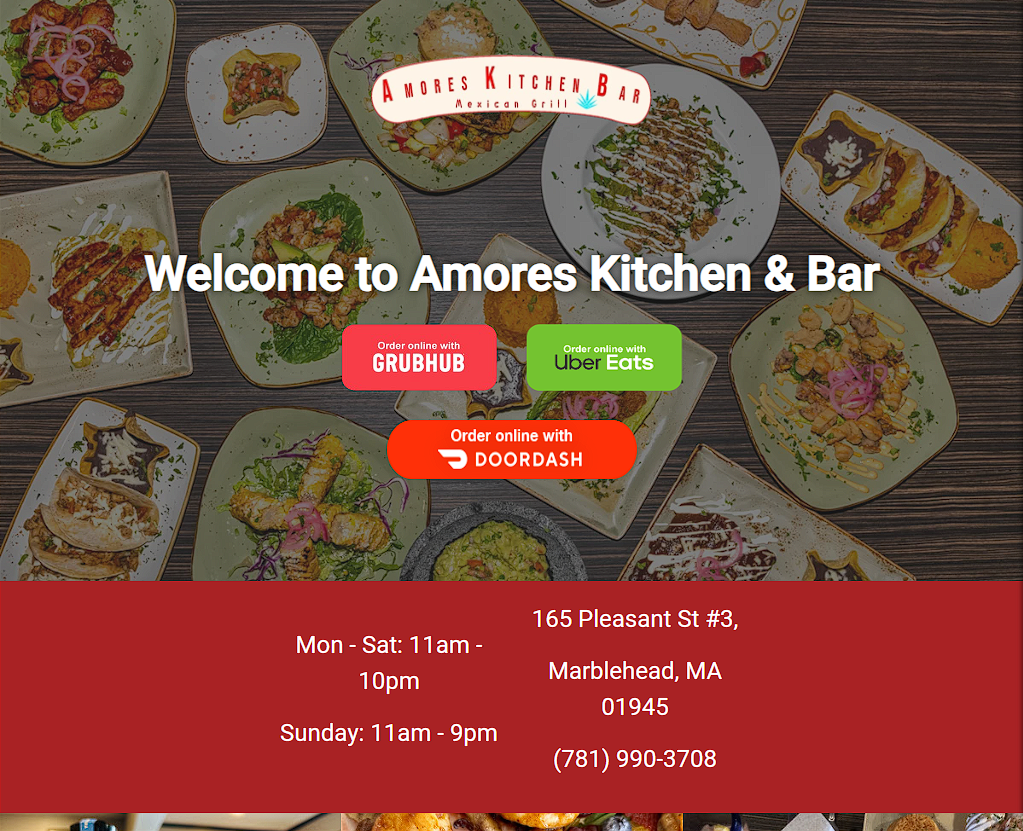 AMORES KITCHEN BAR
Mexican Grill
Welcome to Amores Kitchen & Bar
Order online with
GRUBHUB
Order online with
Uber Eats
Order online with
DOORDASH
Mon - Sat: 11am -
10pm
Sunday: 11am - 9pm
165 Pleasant St #3,
Marblehead, MA
01945
(781) 990-3708